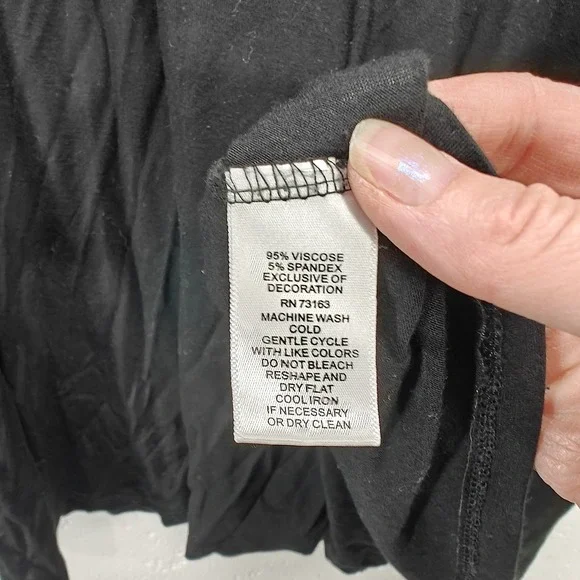 95% VISCOSE
5% SPANDEX
EXCLUSIVE OF
DECORATION
RN 73163
MACHINE WASH
COLD
GENTLE CYCLE
WITH LIKE COLORS
DO NOT BLEACH
RESHAPE AND
DRY FLAT
COOL IRON
IF NECESSARY
OR DRY CLEAN